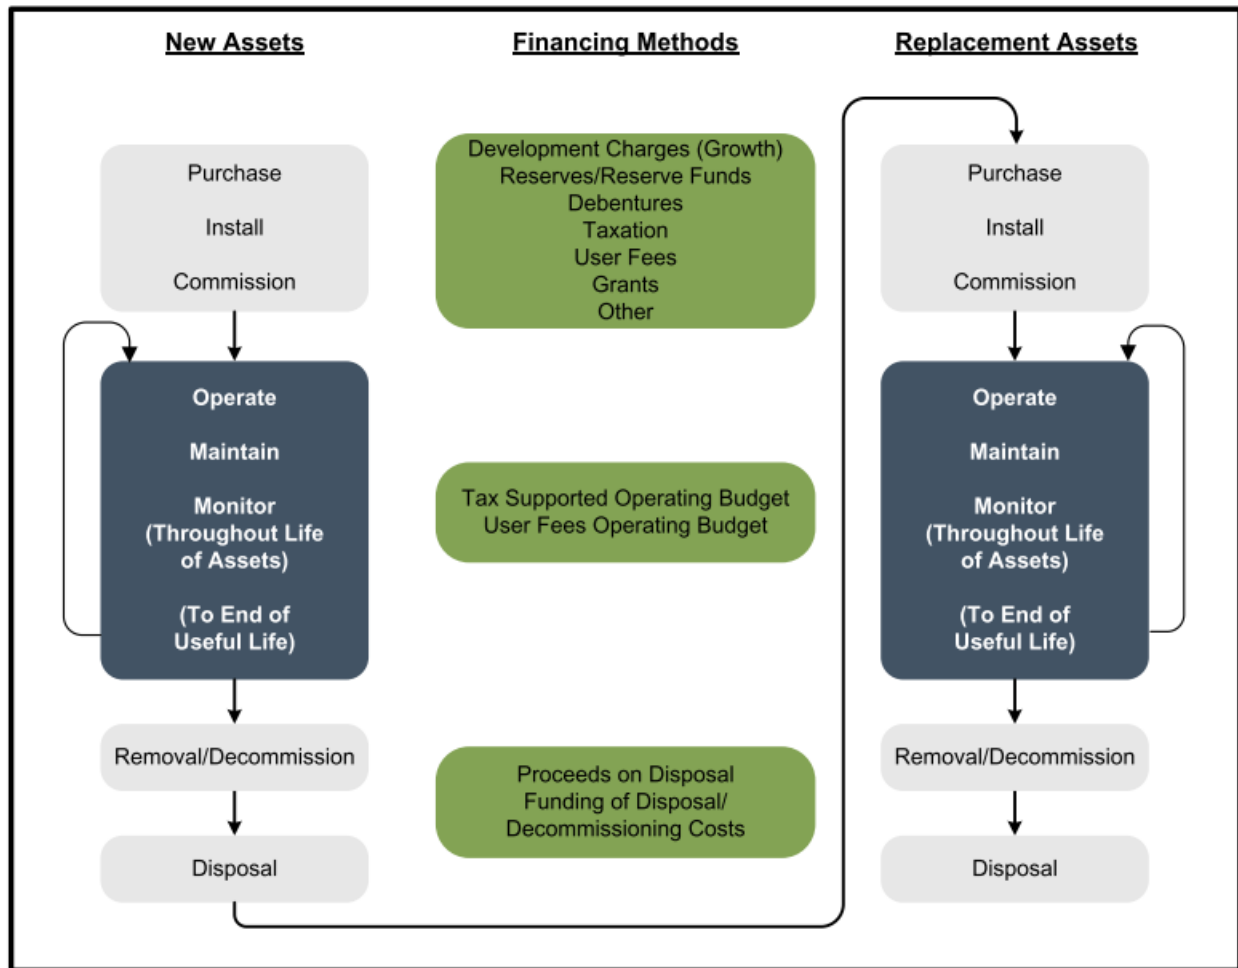 New Assets
Purchase
Install
Commission
Operate
Maintain
Monitor
(Throughout Life
of Assets)
(To End of
Useful Life)
Removal/Decommission
Disposal
Financing Methods
Development Charges (Growth)
Reserves/Reserve Funds
Debentures
Taxation
User Fees
Grants
Other
Tax Supported Operating Budget
User Fees Operating Budget
Proceeds on Disposal
Funding of Disposal/
Decommissioning Costs
Replacement Assets
Purchase
Install
Commission
Operate
Maintain
Monitor
(Throughout Life
of Assets)
(To End of
Useful Life)
Removal/Decommission
Disposal